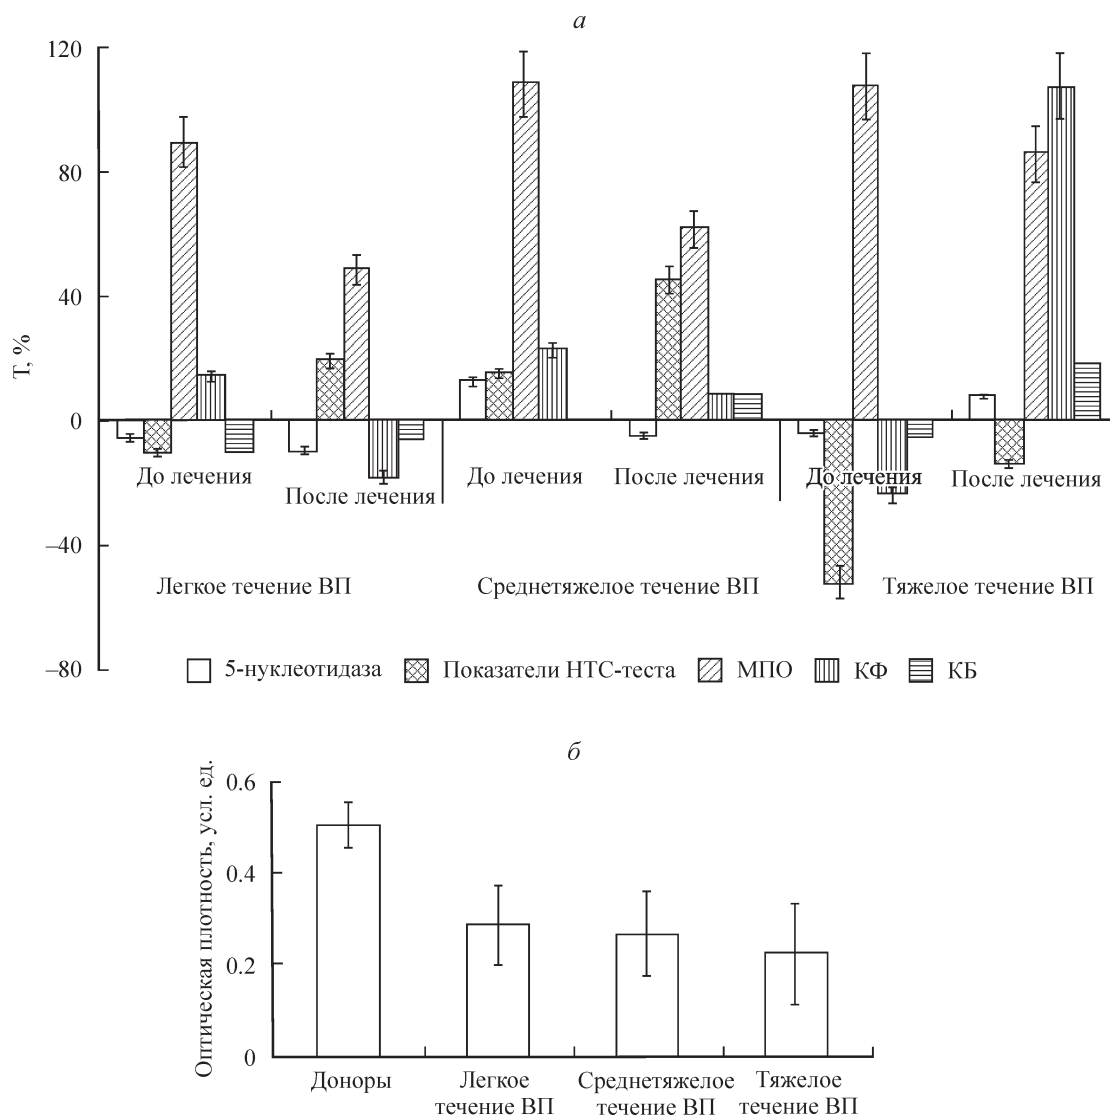 а
120
80
40
0
–40
–80
Т, %
До лечения
После лечения
До лечения
После лечения
До лечения
После лечения
Легкое течение ВП
Среднетяжелое течение ВП
Тяжелое течение ВП
5-нуклеотидаза
Показатели НТС-теста
МПО
КФ
КБ
б
Оптическая плотность, усл. ед.
0.6
0.4
0.2
0
Доноры
Легкое
течение ВП
Среднетяжелое
течение ВП
Тяжелое
течение ВП